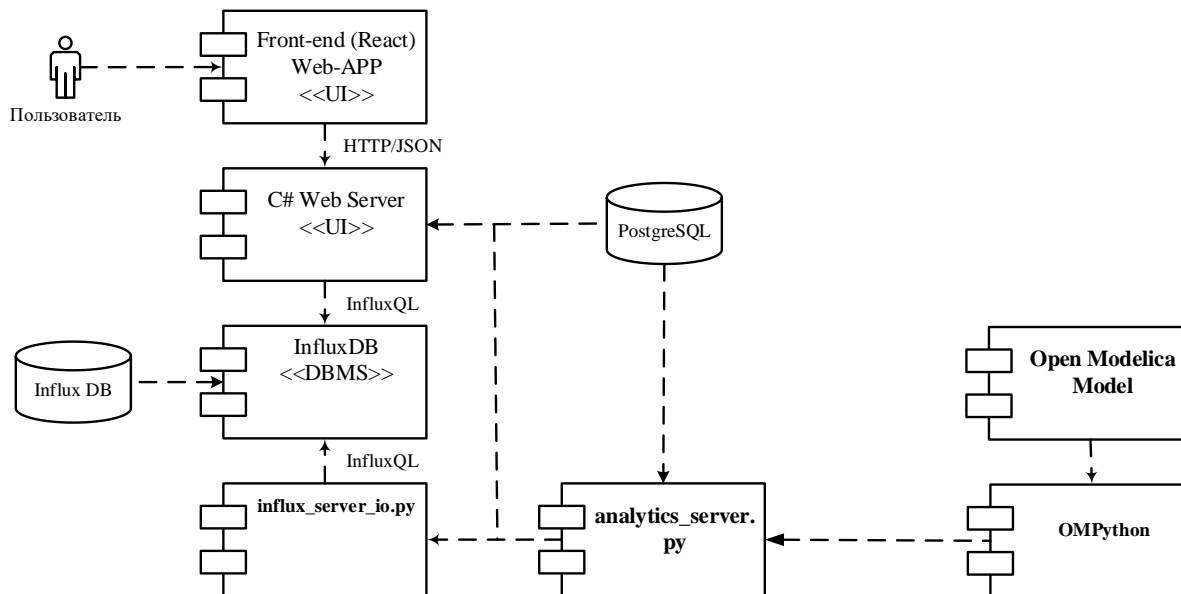 Front-end (React)
Web-APP
<<UI>>
Пользователь
HTTP/JSON
C# Web Server
<<UI>>
PostgreSQL
InfluxQL
InfluxDB
<<DBMS>>
Influx DB
Open Modelica
Model
InfluxQL
influx_server_io.py
analytics_server.
py
OMPython